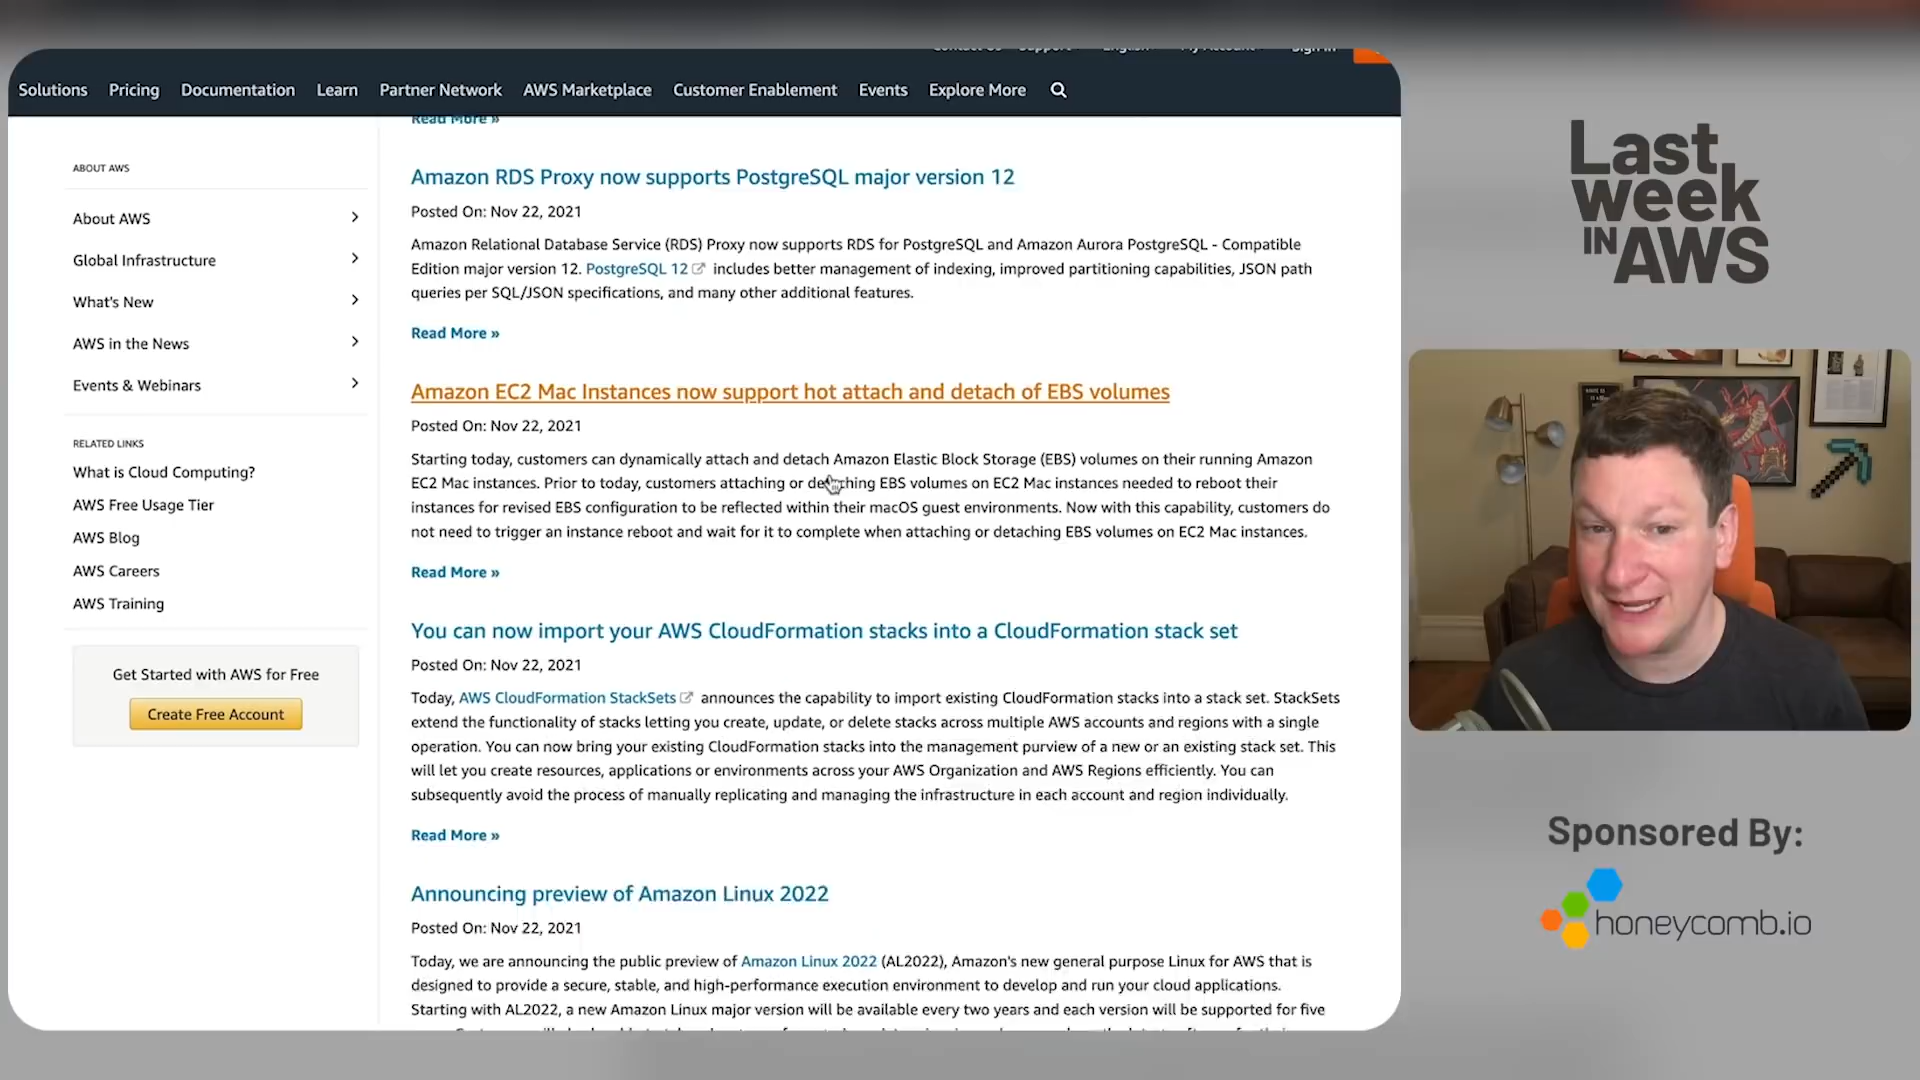 Contact Us Support English My Account Sign In
Solutions Pricing Documentation Learn Partner Network AWS Marketplace Customer Enablement Events Explore More
ABOUT AWS
About AWS
Global Infrastructure
What's New
AWS in the News
Events & Webinars
RELATED LINKS
What is Cloud Computing?
AWS Free Usage Tier
AWS Blog
AWS Careers
AWS Training
Get Started with AWS for Free
Create Free Account
Read More »
Amazon RDS Proxy now supports PostgreSQL major version 12
Posted On: Nov 22, 2021
Amazon Relational Database Service (RDS) Proxy now supports RDS for PostgreSQL and Amazon Aurora PostgreSQL - Compatible
Edition major version 12. PostgreSQL 12 includes better management of indexing, improved partitioning capabilities, JSON path
queries per SQL/JSON specifications, and many other additional features.
Read More »
Amazon EC2 Mac Instances now support hot attach and detach of EBS volumes
Posted On: Nov 22, 2021
Starting today, customers can dynamically attach and detach Amazon Elastic Block Storage (EBS) volumes on their running Amazon
EC2 Mac instances. Prior to today, customers attaching or detaching EBS volumes on EC2 Mac instances needed to reboot their
instances for revised EBS configuration to be reflected within their macOS guest environments. Now with this capability, customers do
not need to trigger an instance reboot and wait for it to complete when attaching or detaching EBS volumes on EC2 Mac instances.
Read More »
You can now import your AWS CloudFormation stacks into a CloudFormation stack set
Posted On: Nov 22, 2021
Today, AWS CloudFormation StackSets announces the capability to import existing CloudFormation stacks into a stack set. StackSets
extend the functionality of stacks letting you create, update, or delete stacks across multiple AWS accounts and regions with a single
operation. You can now bring your existing CloudFormation stacks into the management purview of a new or an existing stack set. This
will let you create resources, applications or environments across your AWS Organization and AWS Regions efficiently. You can
subsequently avoid the process of manually replicating and managing the infrastructure in each account and region individually.
Read More »
Announcing preview of Amazon Linux 2022
Posted On: Nov 22, 2021
Today, we are announcing the public preview of Amazon Linux 2022 (AL2022), Amazon's new general purpose Linux for AWS that is
designed to provide a secure, stable, and high-performance execution environment to develop and run your cloud applications.
Starting with AL2022, a new Amazon Linux major version will be available every two years and each version will be supported for five
Last
week
IN AWS
Sponsored By:
honeycomb.io